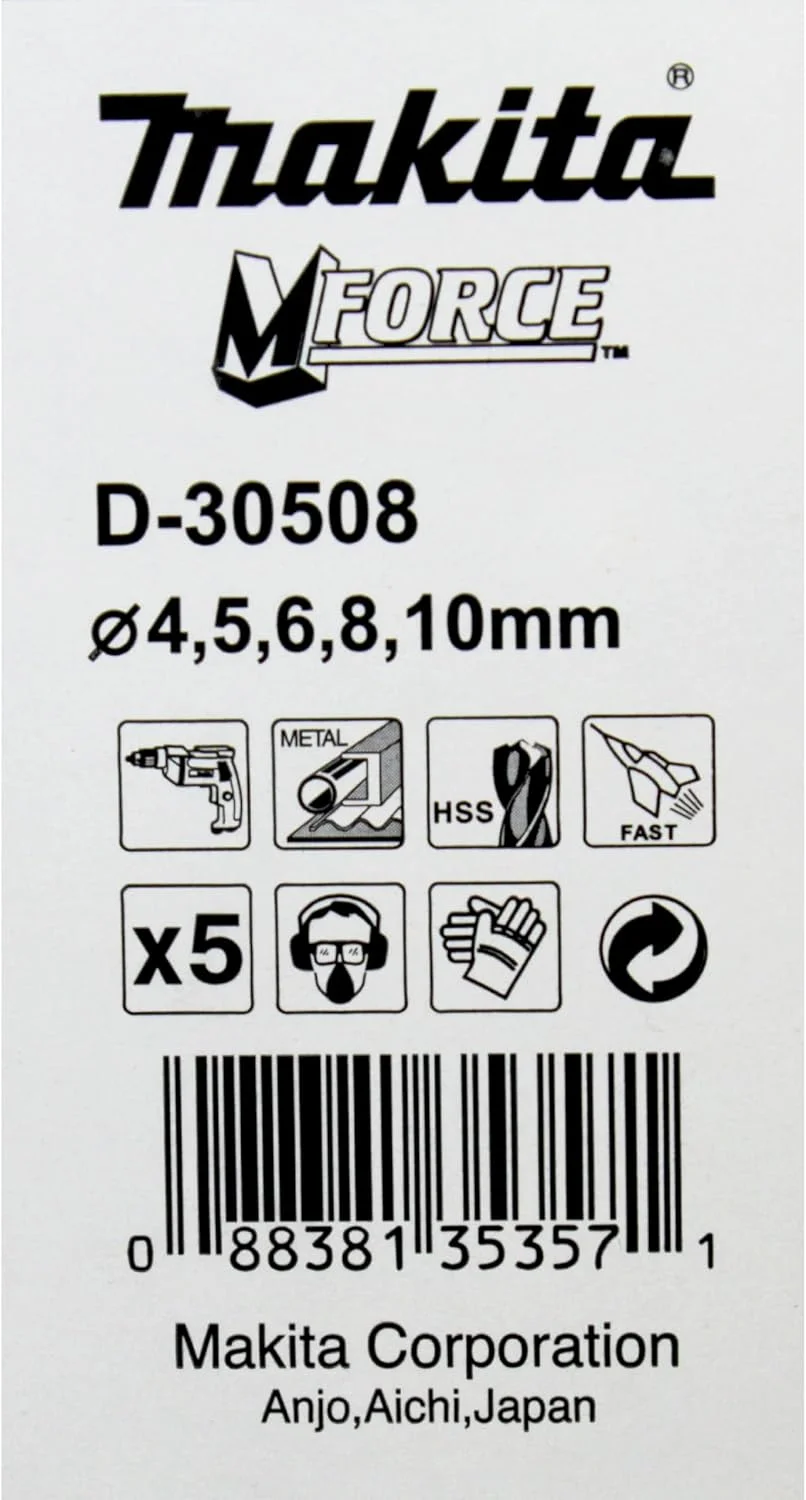 makita®
MFORCE™
D-30508
⌀4,5,6,8,10mm
METAL
HSS
FAST
x5
0 88381 35357 1
Makita Corporation
Anjo,Aichi,Japan